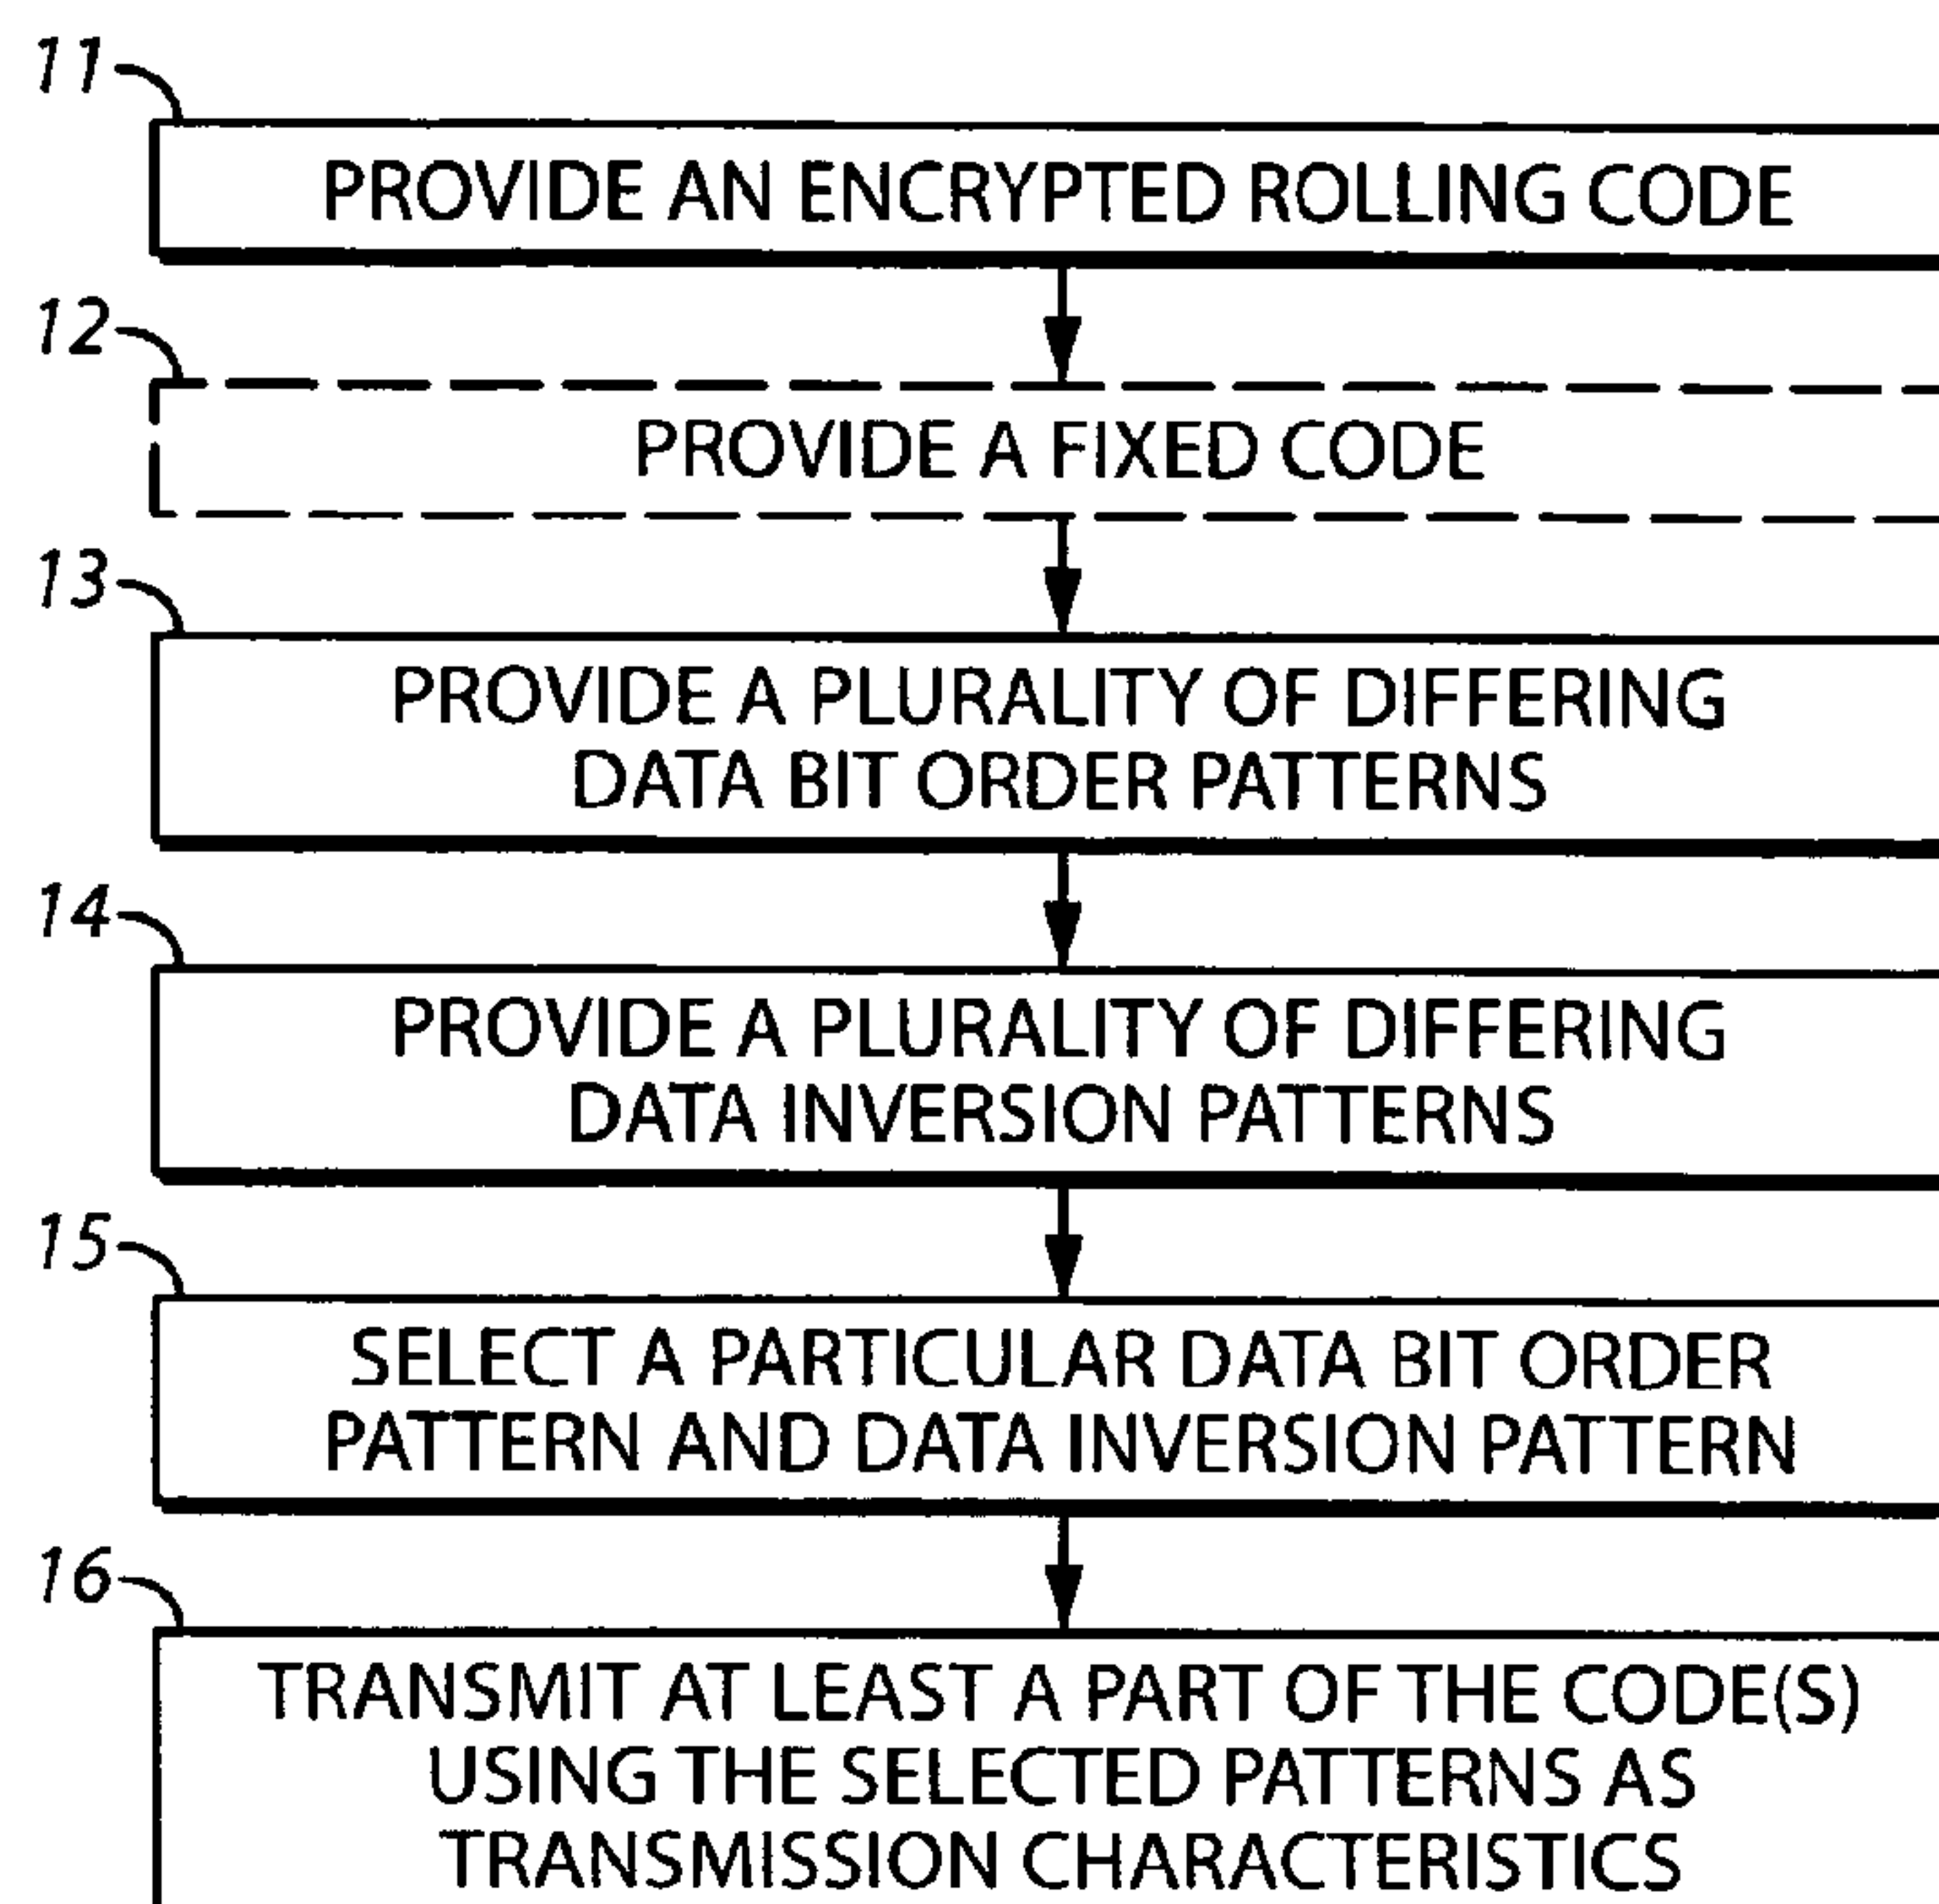 11
PROVIDE AN ENCRYPTED ROLLING CODE
12
PROVIDE A FIXED CODE
13
PROVIDE A PLURALITY OF DIFFERING
DATA BIT ORDER PATTERNS
14
PROVIDE A PLURALITY OF DIFFERING
DATA INVERSION PATTERNS
15
SELECT A PARTICULAR DATA BIT ORDER
PATTERN AND DATA INVERSION PATTERN
16
TRANSMIT AT LEAST A PART OF THE CODE(S)
USING THE SELECTED PATTERNS AS
TRANSMISSION CHARACTERISTICS